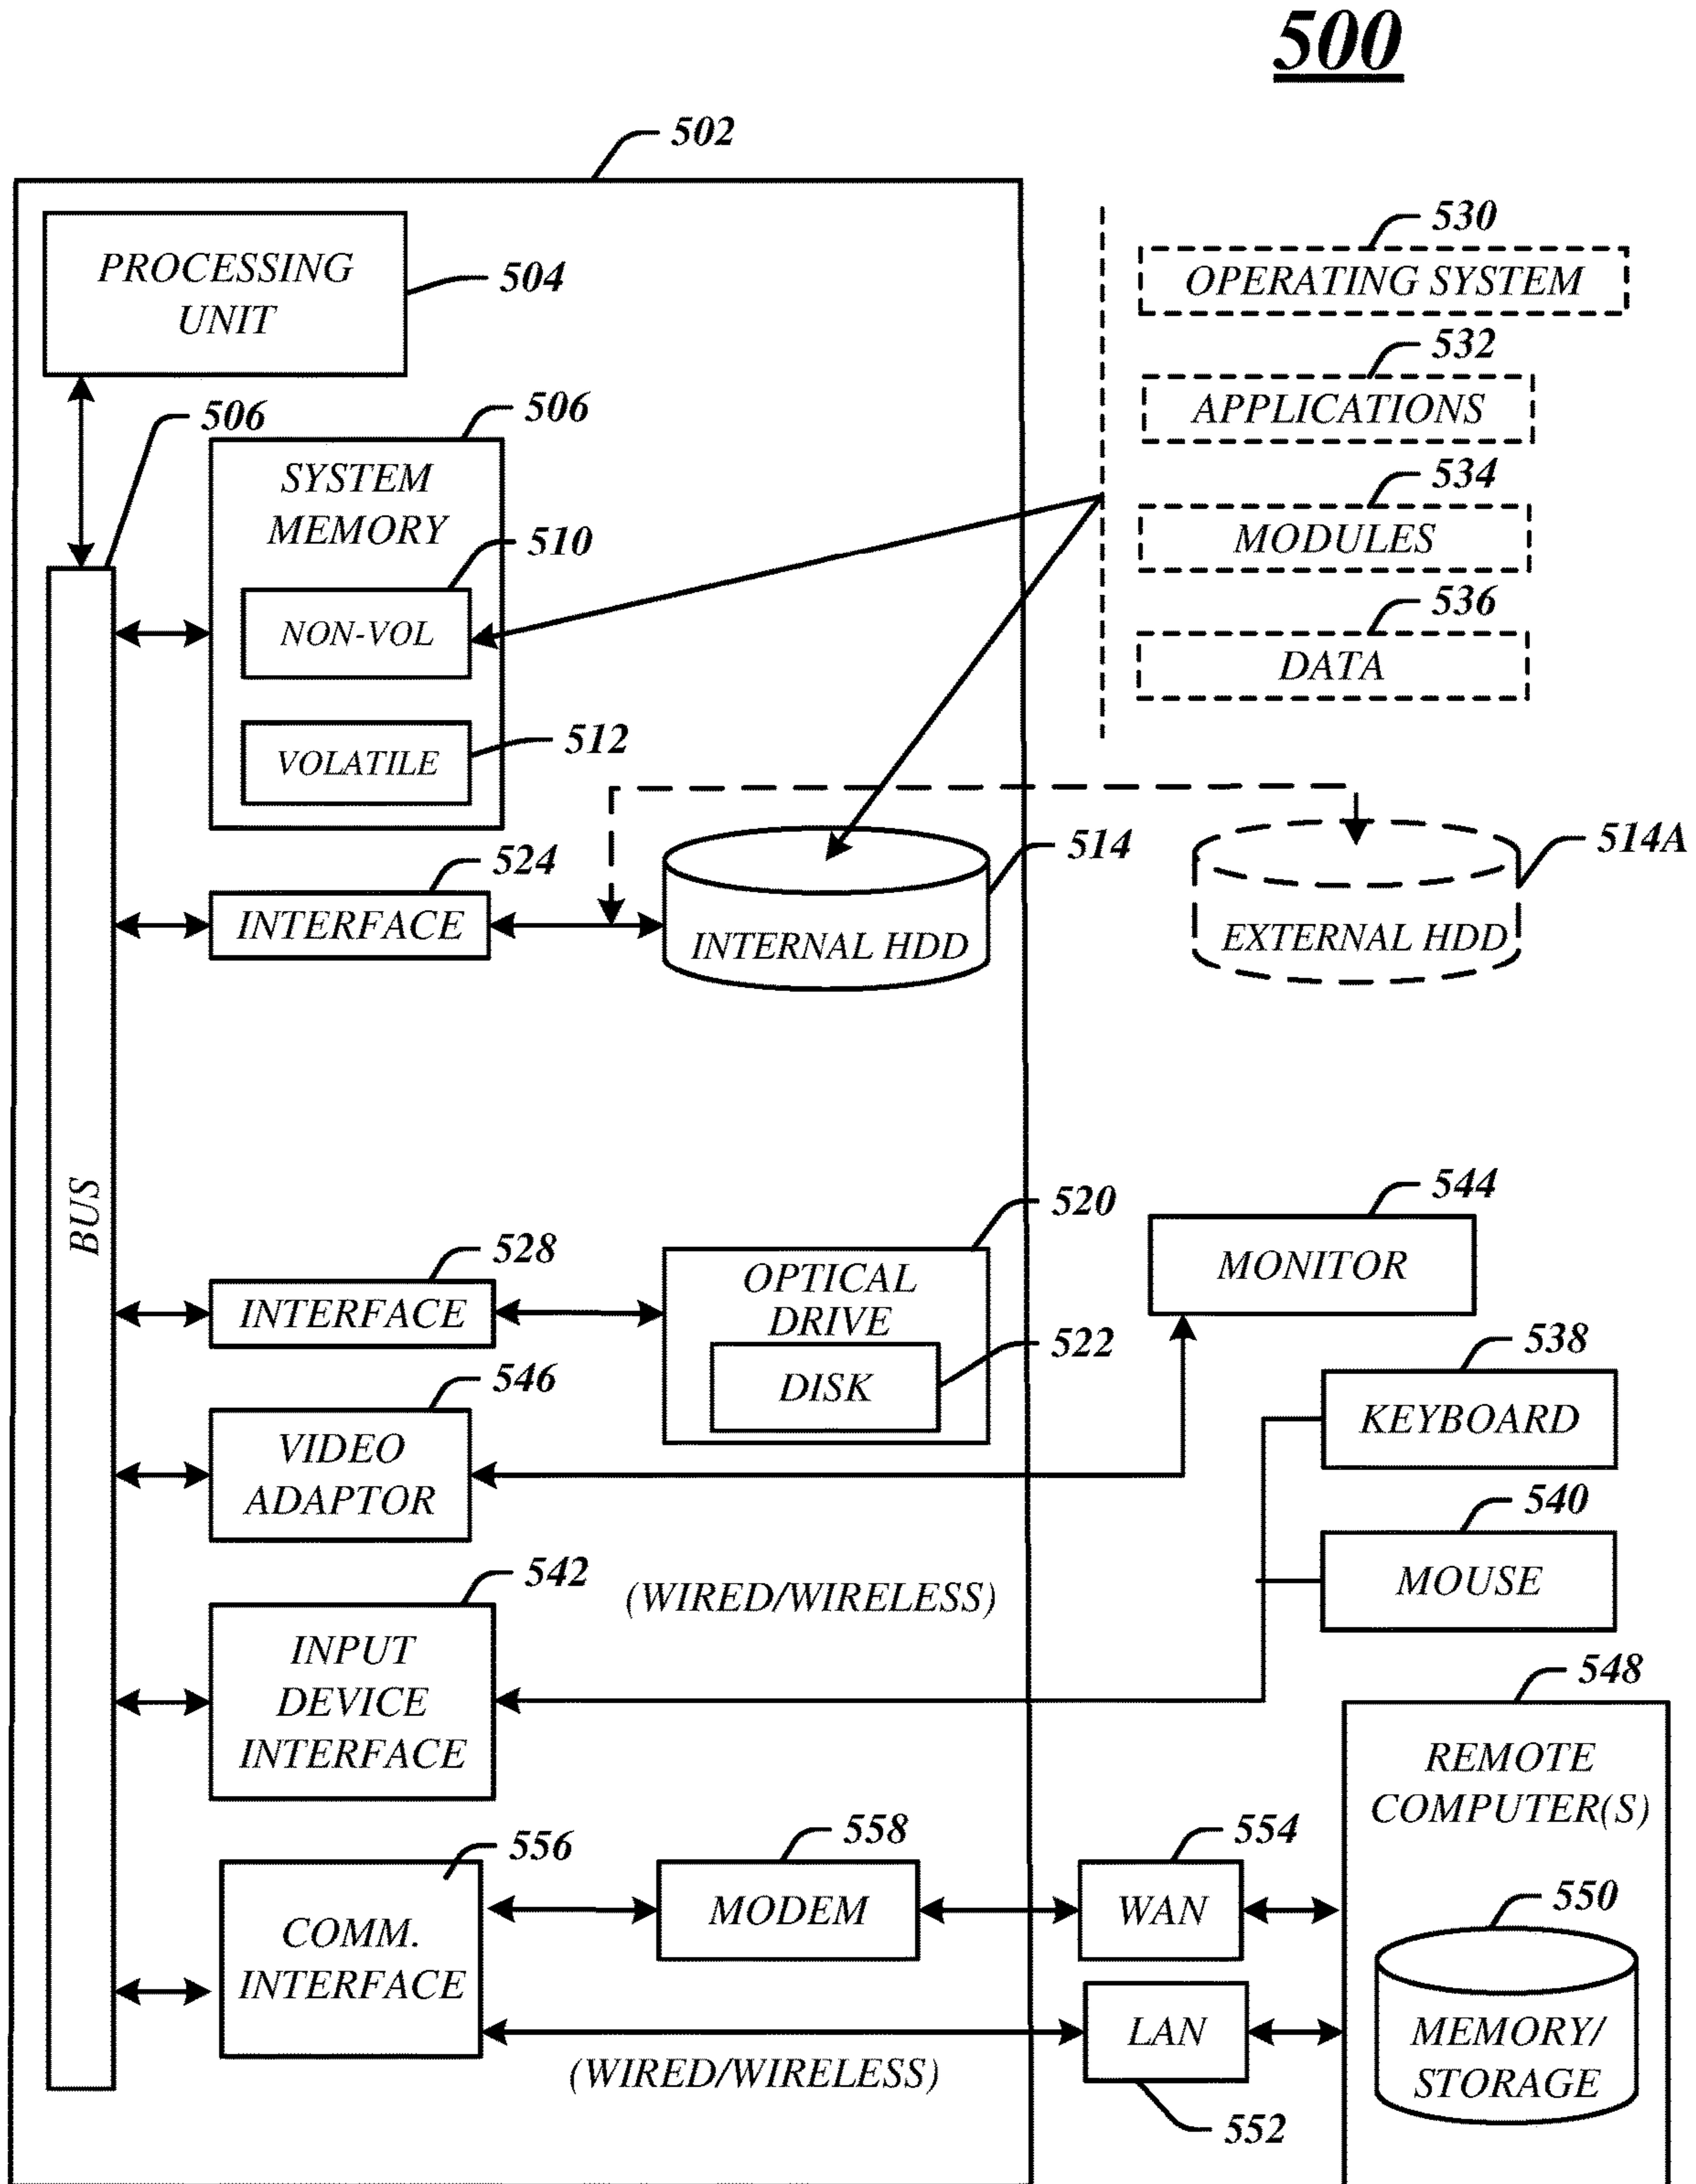 500
502
PROCESSING
UNIT
504
506
506
SYSTEM
MEMORY
510
NON-VOL
512
VOLATILE
530
OPERATING SYSTEM
532
APPLICATIONS
534
MODULES
536
DATA
524
INTERFACE
514
INTERNAL HDD
514A
EXTERNAL HDD
BUS
528
INTERFACE
520
OPTICAL
DRIVE
522
DISK
544
MONITOR
546
VIDEO
ADAPTOR
538
KEYBOARD
540
MOUSE
542
INPUT
DEVICE
INTERFACE
(WIRED/WIRELESS)
548
REMOTE
COMPUTER(S)
556
COMM.
INTERFACE
558
MODEM
554
WAN
550
MEMORY/
STORAGE
LAN
552
(WIRED/WIRELESS)